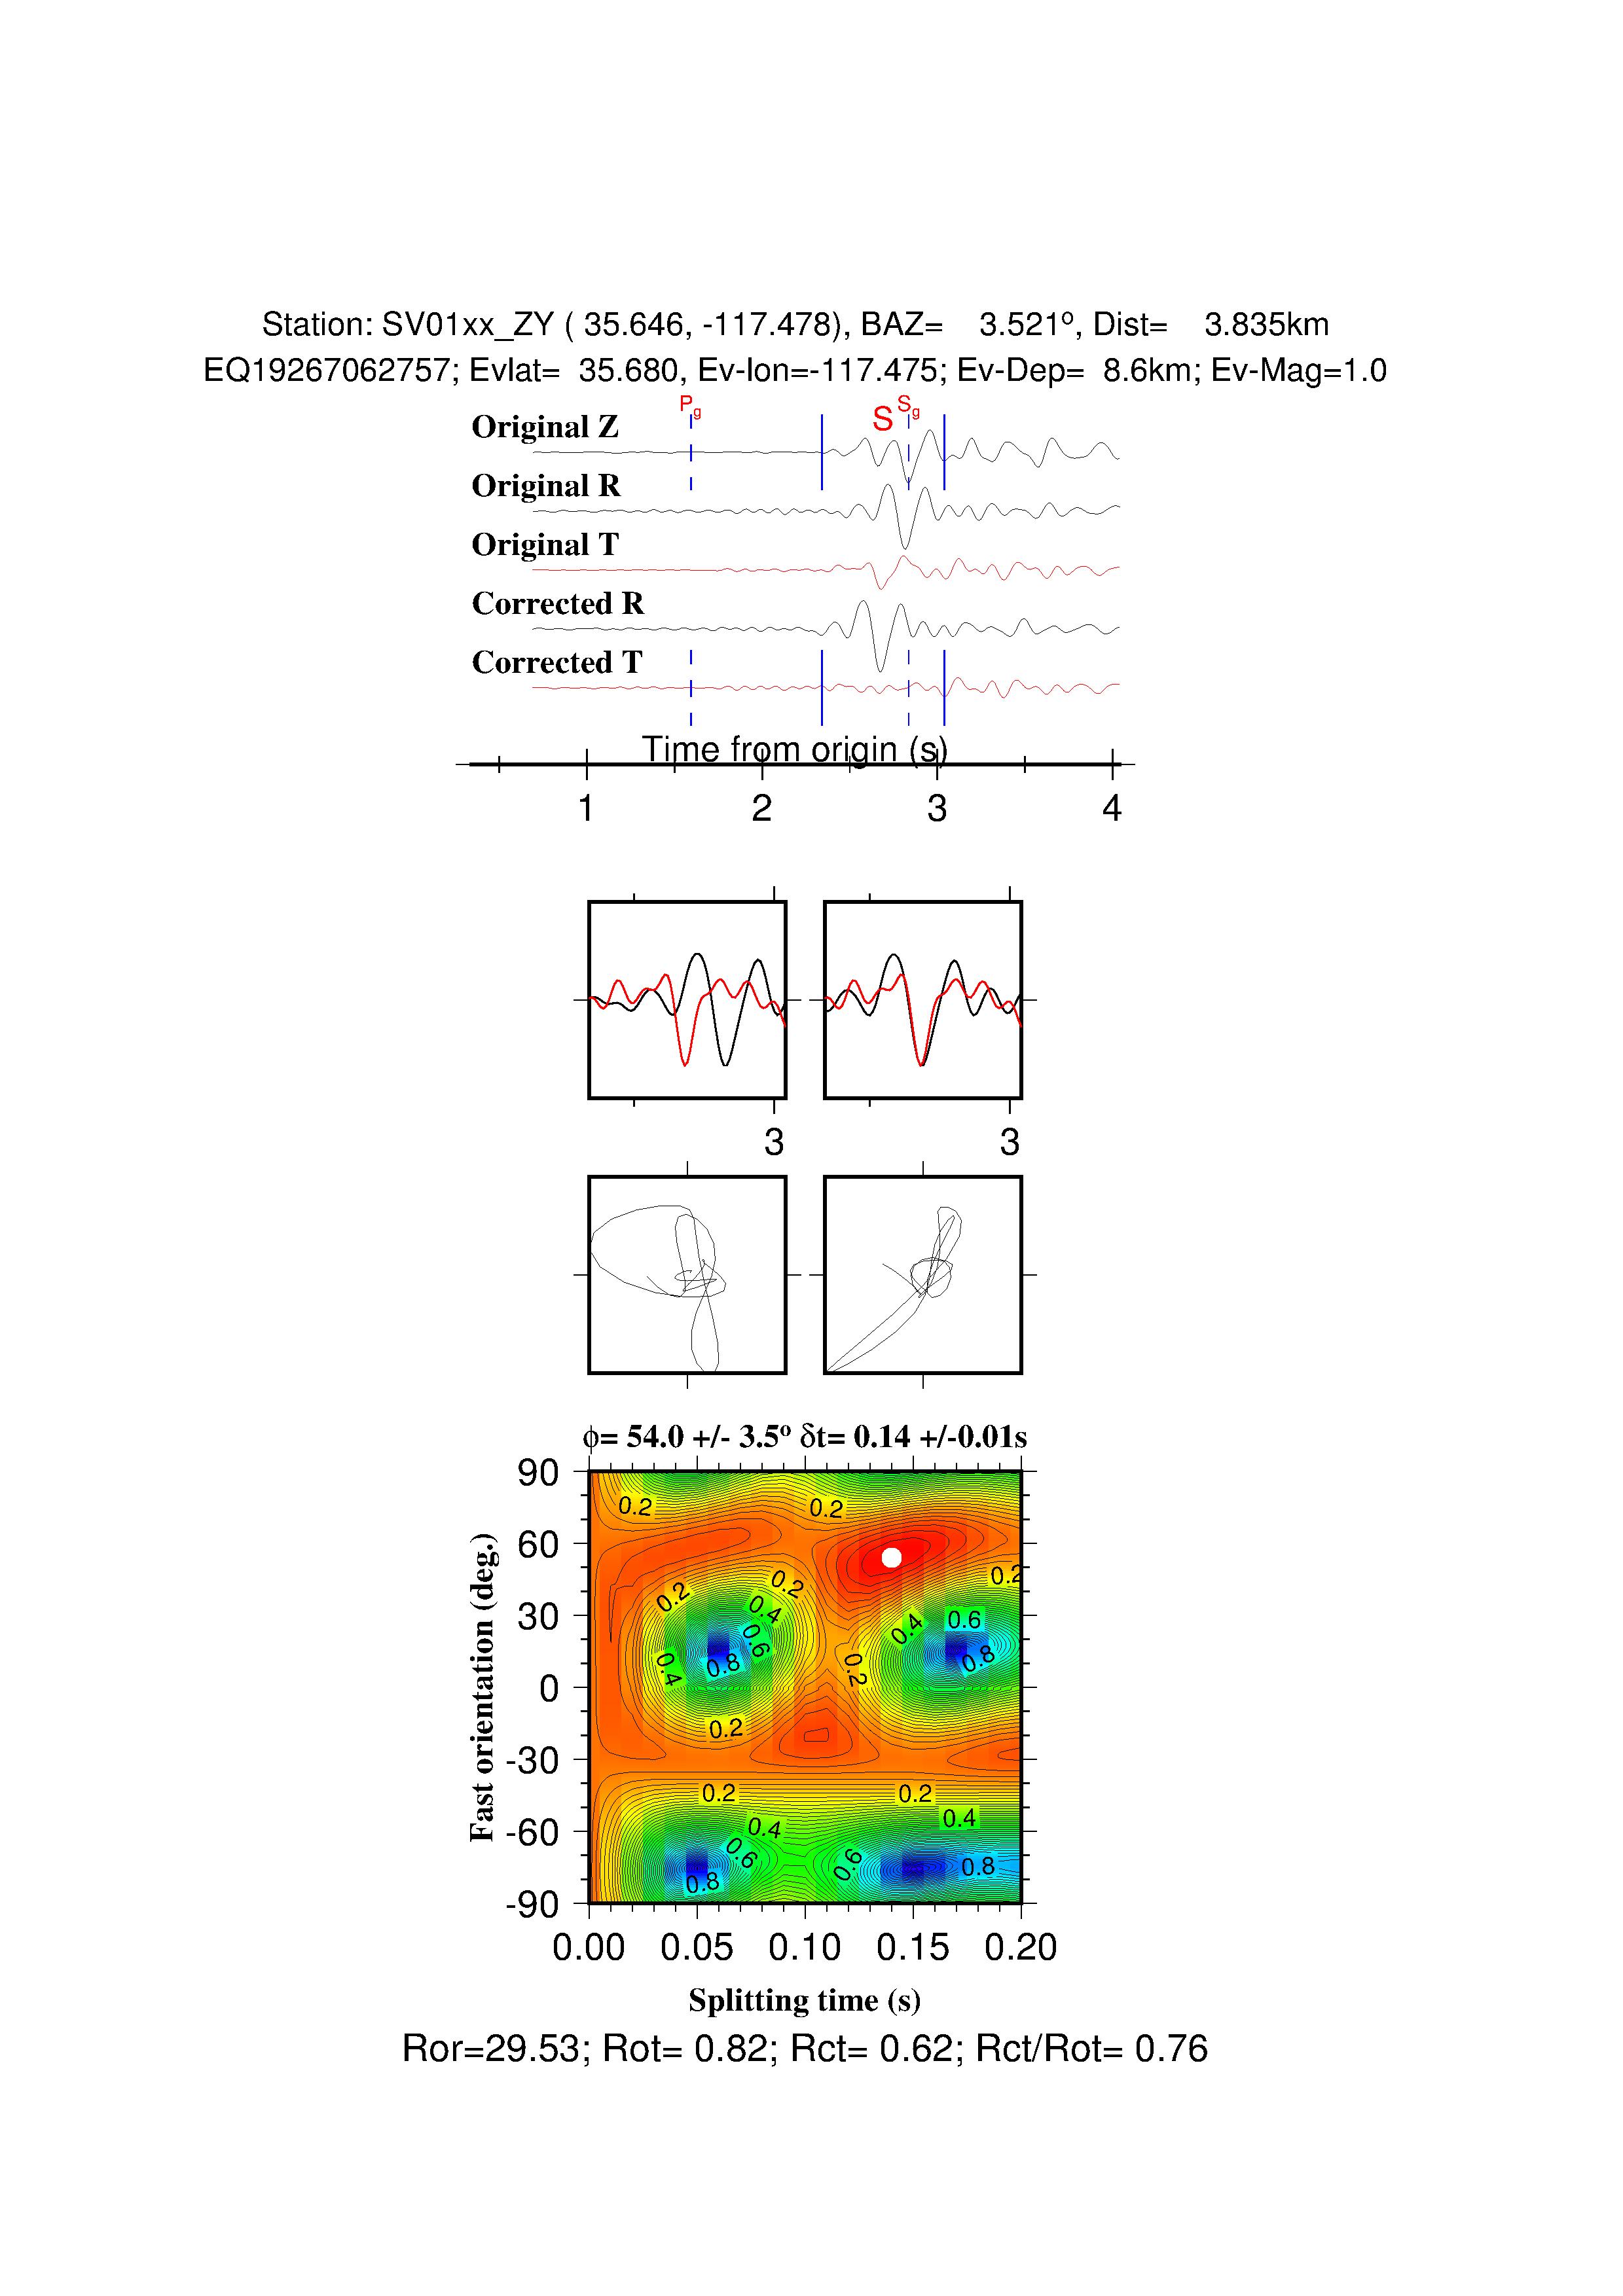 Station: SV01xx_ZY ( 35.646, -117.478), BAZ= 3.521º, Dist= 3.835km
EQ19267062757; Evlat= 35.680, Ev-lon=-117.475; Ev-Dep= 8.6km; Ev-Mag=1.0
Pg S Sg
Original Z
Original R
Original T
Corrected R
Corrected T
Time from origin (s)
1 2 3 4
3 3
ϕ= 54.0 +/- 3.5º δt= 0.14 +/-0.01s
90
60
30
0
-30
-60
-90
Fast orientation (deg.)
0.2 0.2
0.2 0.2 0.2
0.4 0.6 0.4 0.6
0.4 0.8 0.2 0.8
0.2
0.2 0.2
0.4 0.4
0.6 0.6 0.8
0.8
0.00 0.05 0.10 0.15 0.20
Splitting time (s)
Ror=29.53; Rot= 0.82; Rct= 0.62; Rct/Rot= 0.76